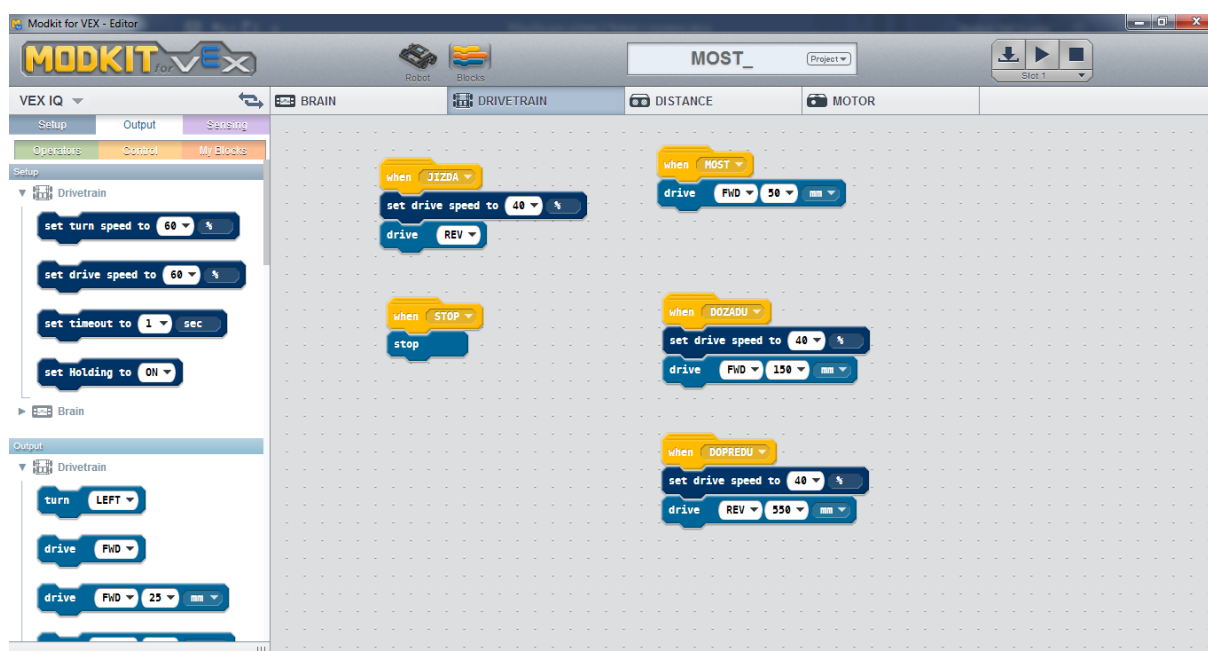 Modkit for VEX - Editor
MODKIT for vex
Robot
Blocks
MOST_
Project
Slot 1
VEX IQ
BRAIN
DRIVETRAIN
DISTANCE
MOTOR
Setup
Output
Sensing
Operators
Control
My Blocks
Setup
Drivetrain
set turn speed to 60 %
set drive speed to 60 %
set timeout to 1 sec
set Holding to ON
Brain
Output
Drivetrain
turn LEFT
drive FWD
drive FWD 25 mm
when JIZDA
set drive speed to 40 %
drive REV
when STOP
stop
when MOST
drive FWD 50 mm
when DOZADU
set drive speed to 40 %
drive FWD 150 mm
when DOPREDU
set drive speed to 40 %
drive REV 550 mm